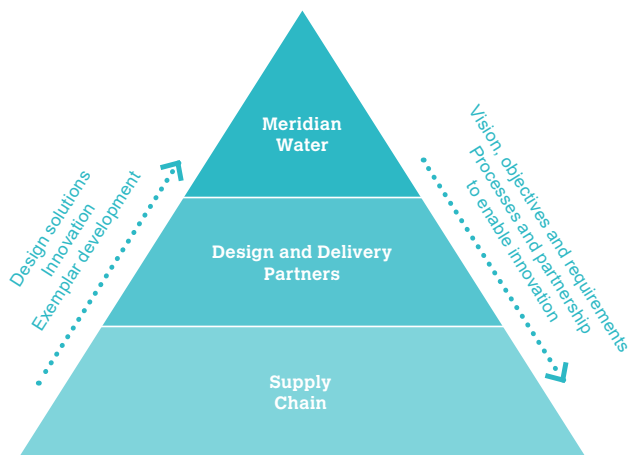 Meridian
Water
Design and Delivery
Partners
Supply
Chain
Design solutions
Innovation
Exemplar development
Vision, objectives and requirements
Processes and partnership
to enable innovation